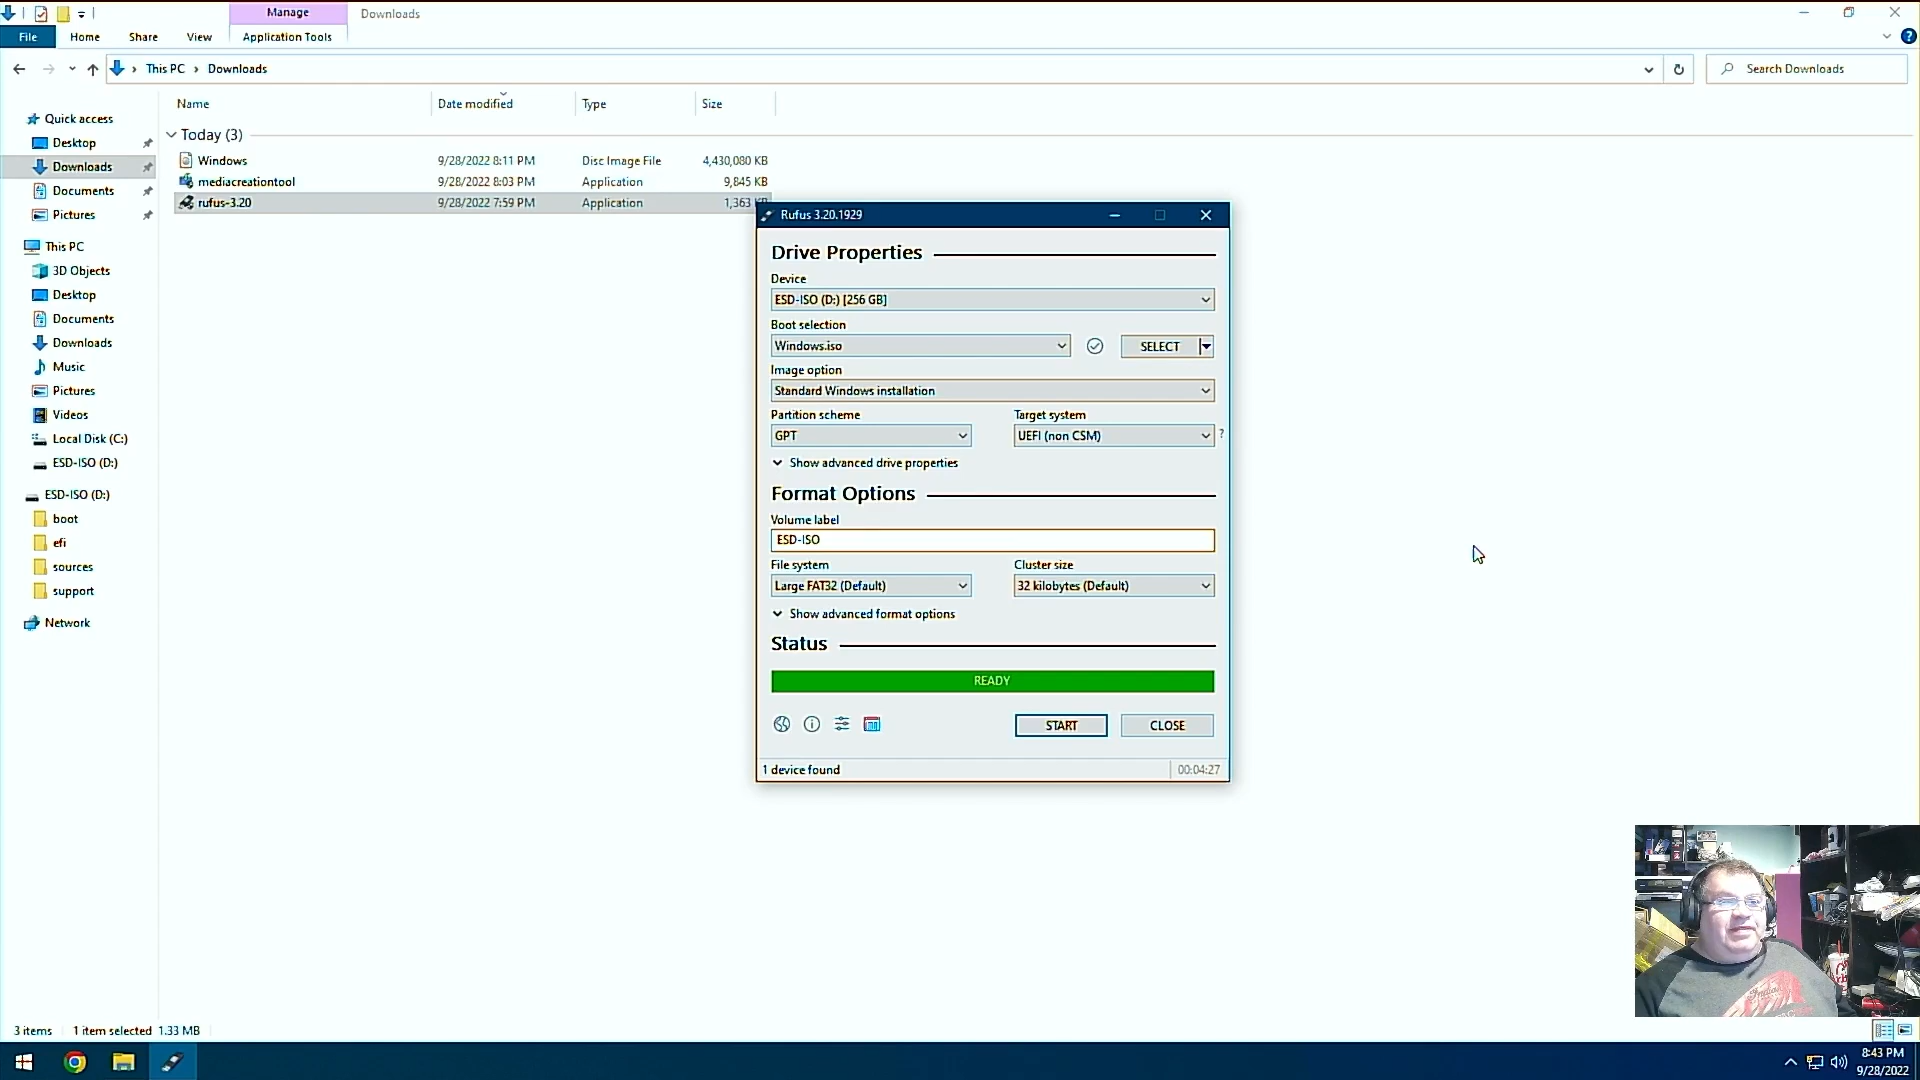 Manage
Downloads
File
Home
Share
View
Application Tools
This PC
Downloads
Search Downloads
Name
Date modified
Type
Size
Quick access
Desktop
Downloads
Documents
Pictures
This PC
3D Objects
Desktop
Documents
Downloads
Music
Pictures
Videos
Local Disk (C:)
ESD-ISO (D:)
ESD-ISO (D:)
boot
efi
sources
support
Network
Today (3)
Windows 9/28/2022 8:11 PM Disc Image File 4,430,080 KB
mediacreationtool 9/28/2022 8:03 PM Application 9,845 KB
rufus-3.20 9/28/2022 7:59 PM Application 1,363 KB
Rufus 3.20.1929
Drive Properties
Device
ESD-ISO (D:) [256 GB]
Boot selection
Windows.iso
SELECT
Image option
Standard Windows installation
Partition scheme
Target system
GPT
UEFI (non CSM)
?
Show advanced drive properties
Format Options
Volume label
ESD-ISO
File system
Cluster size
Large FAT32 (Default)
32 kilobytes (Default)
Show advanced format options
Status
READY
START
CLOSE
1 device found
00:04:27
3 items
1 item selected 1.33 MB
8:43 PM
9/28/2022